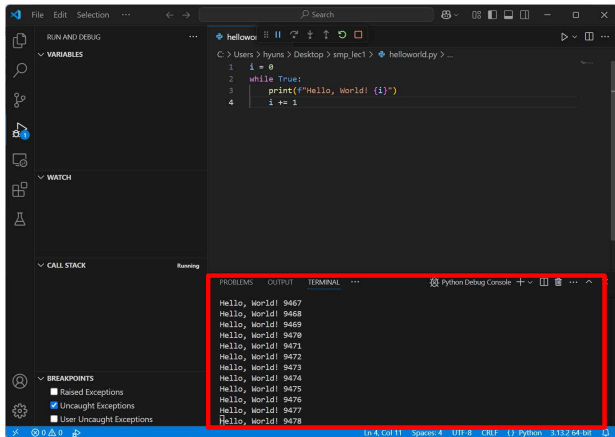 File Edit Selection ... Search
RUN AND DEBUG ...
VARIABLES
WATCH
CALL STACK Running
BREAKPOINTS
Raised Exceptions
Uncaught Exceptions
User Uncaught Exceptions
hellowor
C: > Users > hyuns > Desktop > smp_lec1 > helloworld.py > ...
1 i = 0
2 while True:
3 print(f"Hello, World! {i}")
4 i += 1
PROBLEMS OUTPUT TERMINAL ... Python Debug Console
Hello, World! 9467
Hello, World! 9468
Hello, World! 9469
Hello, World! 9470
Hello, World! 9471
Hello, World! 9472
Hello, World! 9473
Hello, World! 9474
Hello, World! 9475
Hello, World! 9476
Hello, World! 9477
Hello, World! 9478
1
0 0 Ln 4, Col 11 Spaces: 4 UTF-8 CRLF {} Python 3.13.2 64-bit